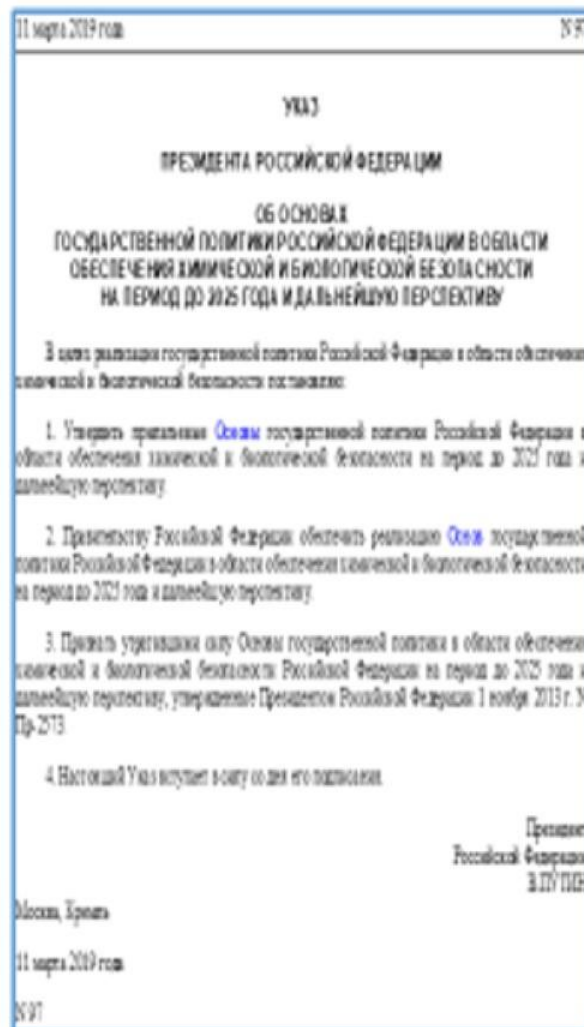 11 марта 2019 года N 97
УКАЗ
ПРЕЗИДЕНТА РОССИЙСКОЙ ФЕДЕРАЦИИ
ОБ ОСНОВАХ
ГОСУДАРСТВЕННОЙ ПОЛИТИКИ РОССИЙСКОЙ ФЕДЕРАЦИИ В ОБЛАСТИ
ОБЕСПЕЧЕНИЯ ХИМИЧЕСКОЙ И БИОЛОГИЧЕСКОЙ БЕЗОПАСНОСТИ
НА ПЕРИОД ДО 2025 ГОДА И ДАЛЬНЕЙШУЮ ПЕРСПЕКТИВУ
В целях реализации государственной политики Российской Федерации в области обеспечения
химической и биологической безопасности постановляю:
1. Утвердить прилагаемые Основы государственной политики Российской Федерации в
области обеспечения химической и биологической безопасности на период до 2025 года и
дальнейшую перспективу.
2. Правительству Российской Федерации обеспечить реализацию Основ государственной
политики Российской Федерации в области обеспечения химической и биологической безопасности
на период до 2025 года и дальнейшую перспективу.
3. Признать утратившими силу Основы государственной политики в области обеспечения
химической и биологической безопасности Российской Федерации на период до 2025 года и
дальнейшую перспективу, утвержденные Президентом Российской Федерации 1 ноября 2013 г. N
Пр-2573.
4. Настоящий Указ вступает в силу со дня его подписания.
Президент
Российской Федерации
В.ПУТИН
Москва, Кремль
11 марта 2019 года
N 97